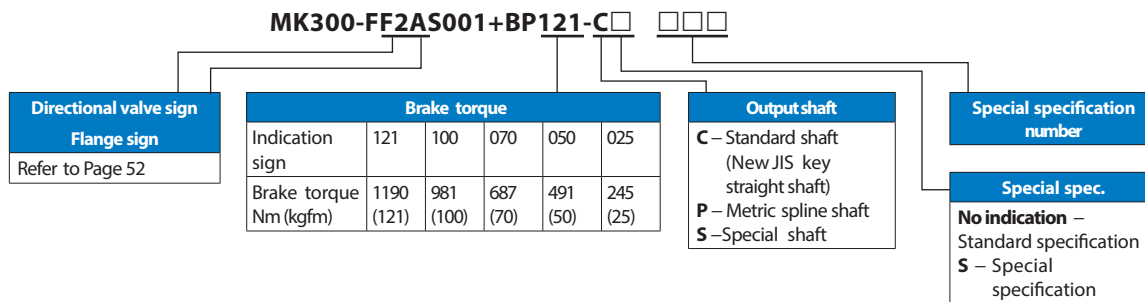 MK300-FF2AS001+BP121-C□ □□□
Directional valve sign
Flange sign
Refer to Page 52
Brake torque
Indication sign 121 100 070 050 025
Brake torque Nm (kgfm) 1190 (121) 981 (100) 687 (70) 491 (50) 245 (25)
Output shaft
C – Standard shaft
(New JIS key
straight shaft)
P – Metric spline shaft
S –Special shaft
Special specification
number
Special spec.
No indication –
Standard specification
S – Special
specification